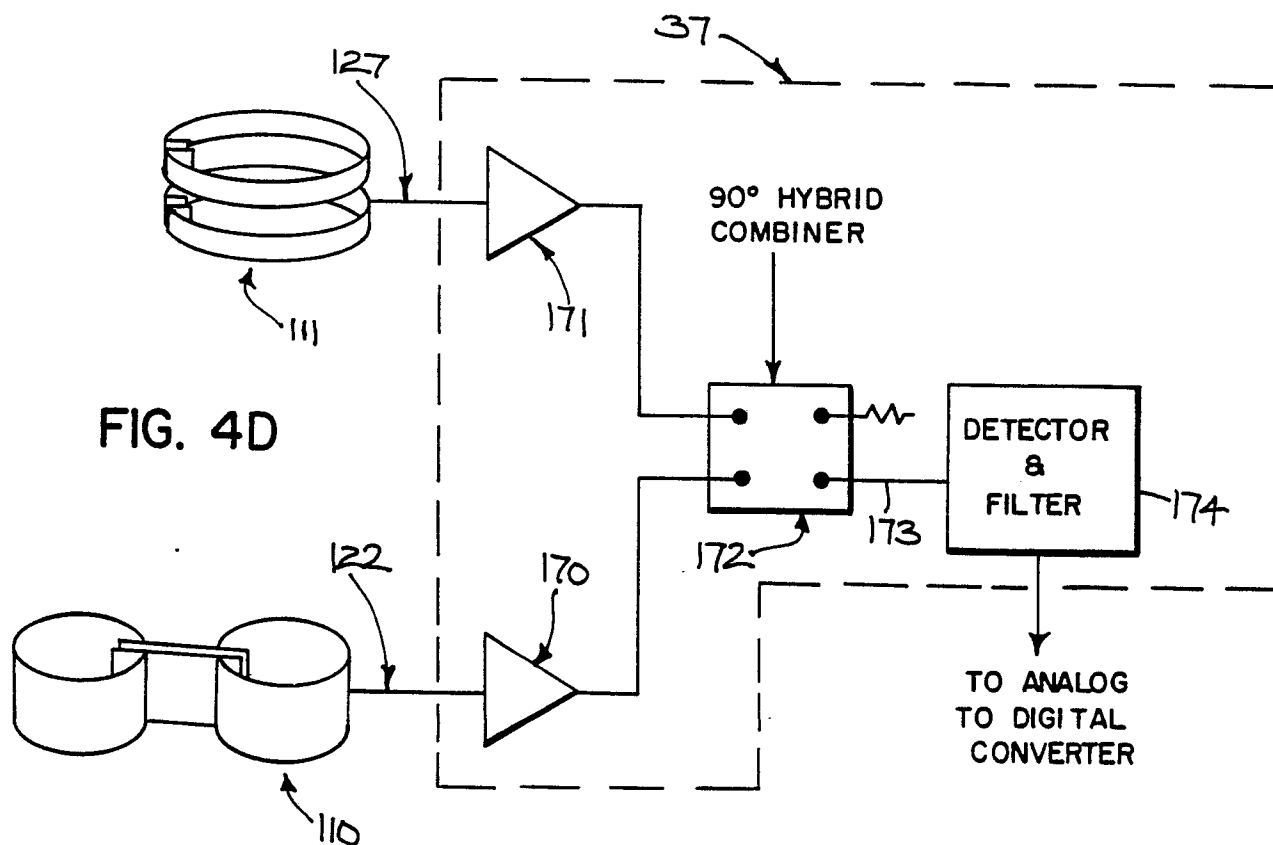 37
127
90° HYBRID
COMBINER
171
111
FIG. 4D
DETECTOR
&
FILTER
174
173
172
122
170
TO ANALOG
TO DIGITAL
CONVERTER
110